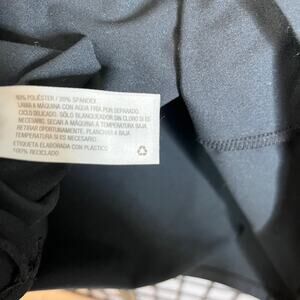 80% POLIÉSTER / 20% SPANDEX
LAVAR A MÁQUINA CON AGUA FRÍA POR SEPARADO,
CICLO DELICADO. SÓLO BLANQUEADOR SIN CLORO SI ES
NECESARIO. SECAR A MÁQUINA A TEMPERATURA BAJA.
RETIRAR OPORTUNAMENTE. PLANCHAR A BAJA
TEMPERATURA SI ES NECESARIO.
ETIQUETA ELABORADA CON PLÁSTICO
100% RECICLADO